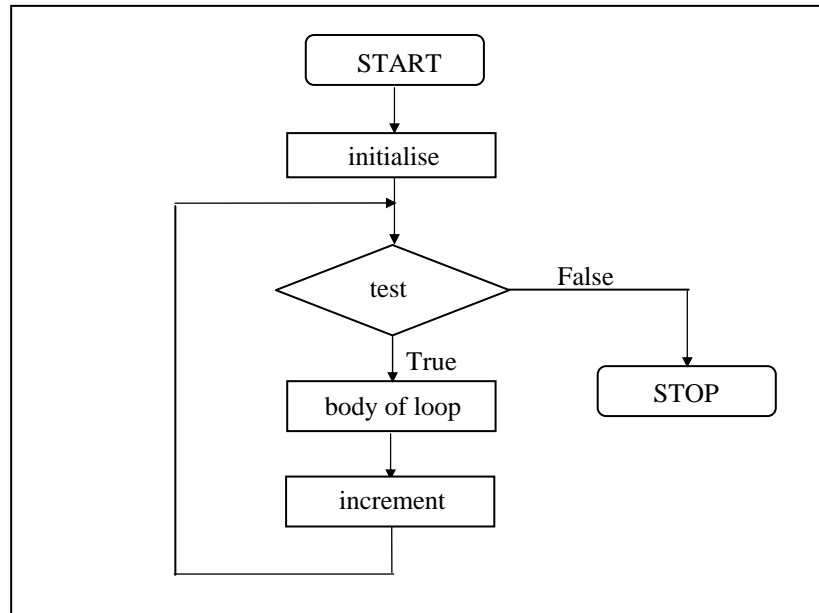 START
initialise
test
False
True
body of loop
STOP
increment